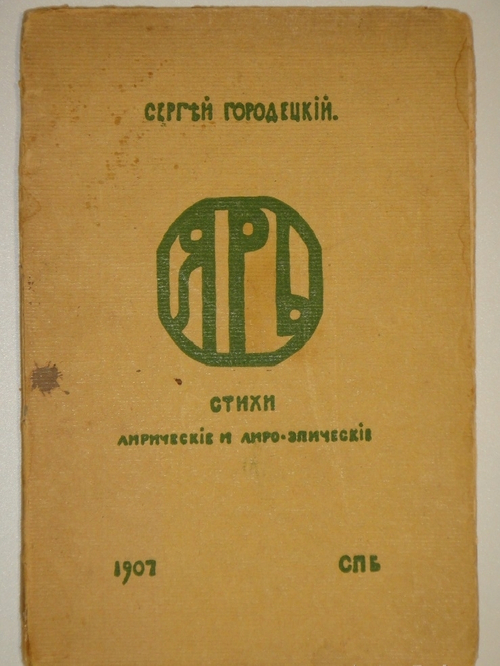 СЕРГѢЙ ГОРОДЕЦКІЙ.
ЯРЬ
СТИХИ
ЛИРИЧЕСКІЕ И ЛИРО-ЭПИЧЕСКІЕ
1907 СПБ